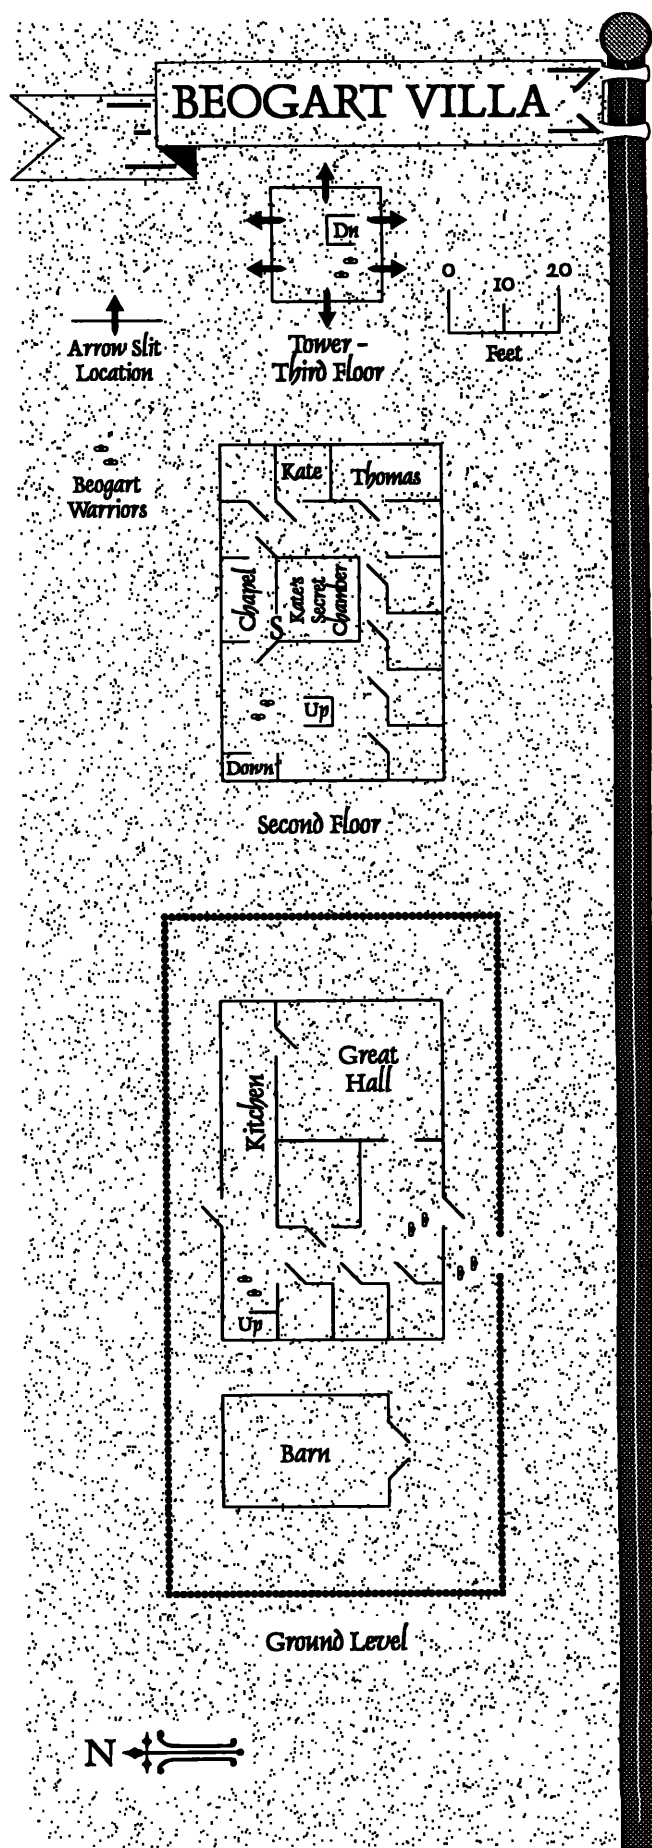 BEOGART VILLA
Dn
0 10 20
Feet
Tower -
Third Floor
Arrow Slit
Location
Beogart
Warriors
Kate
Thomas
Chapel
Kate's
Secret
Chamber
S
Up
Down
Second Floor
Great
Hall
Kitchen
Up
Barn
Ground Level
N